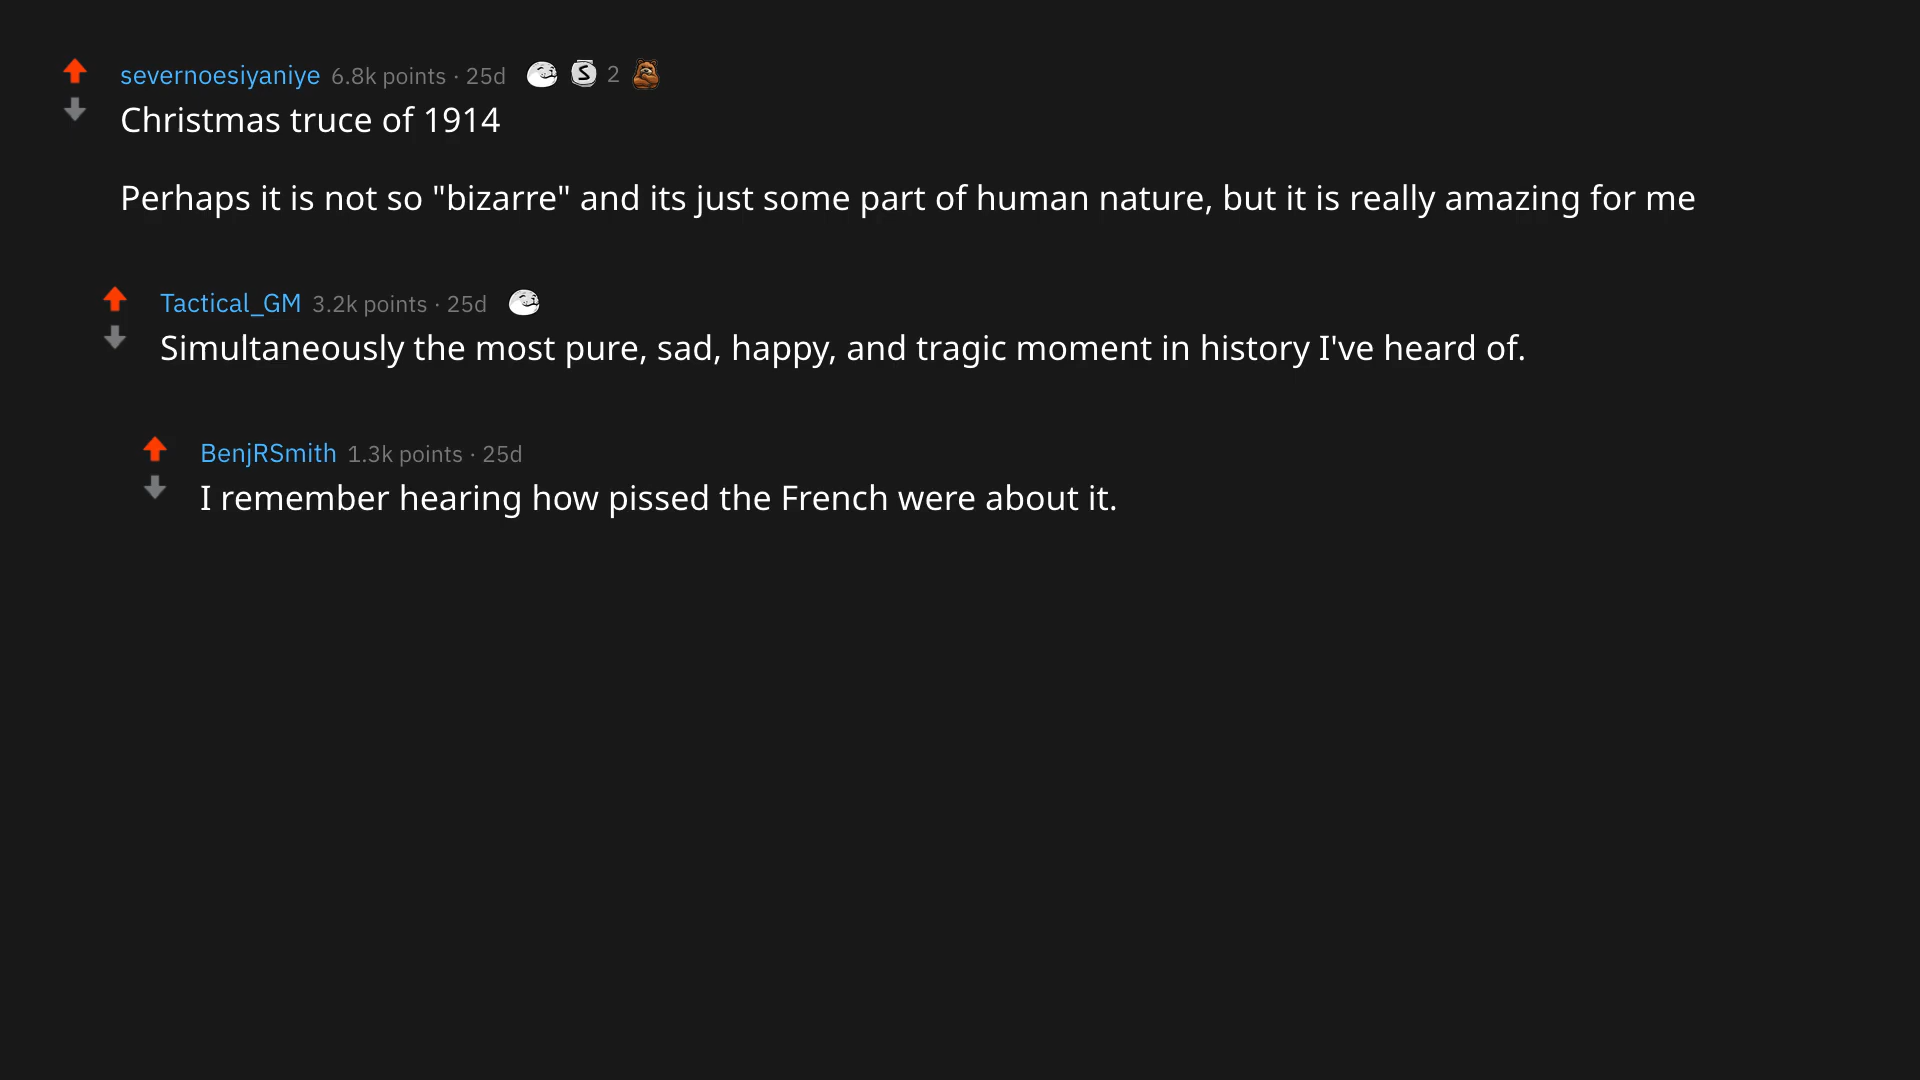 severnoesiyaniye 6.8k points · 25d 2
Christmas truce of 1914
Perhaps it is not so "bizarre" and its just some part of human nature, but it is really amazing for me
Tactical_GM 3.2k points · 25d
Simultaneously the most pure, sad, happy, and tragic moment in history I've heard of.
BenjRSmith 1.3k points · 25d
I remember hearing how pissed the French were about it.